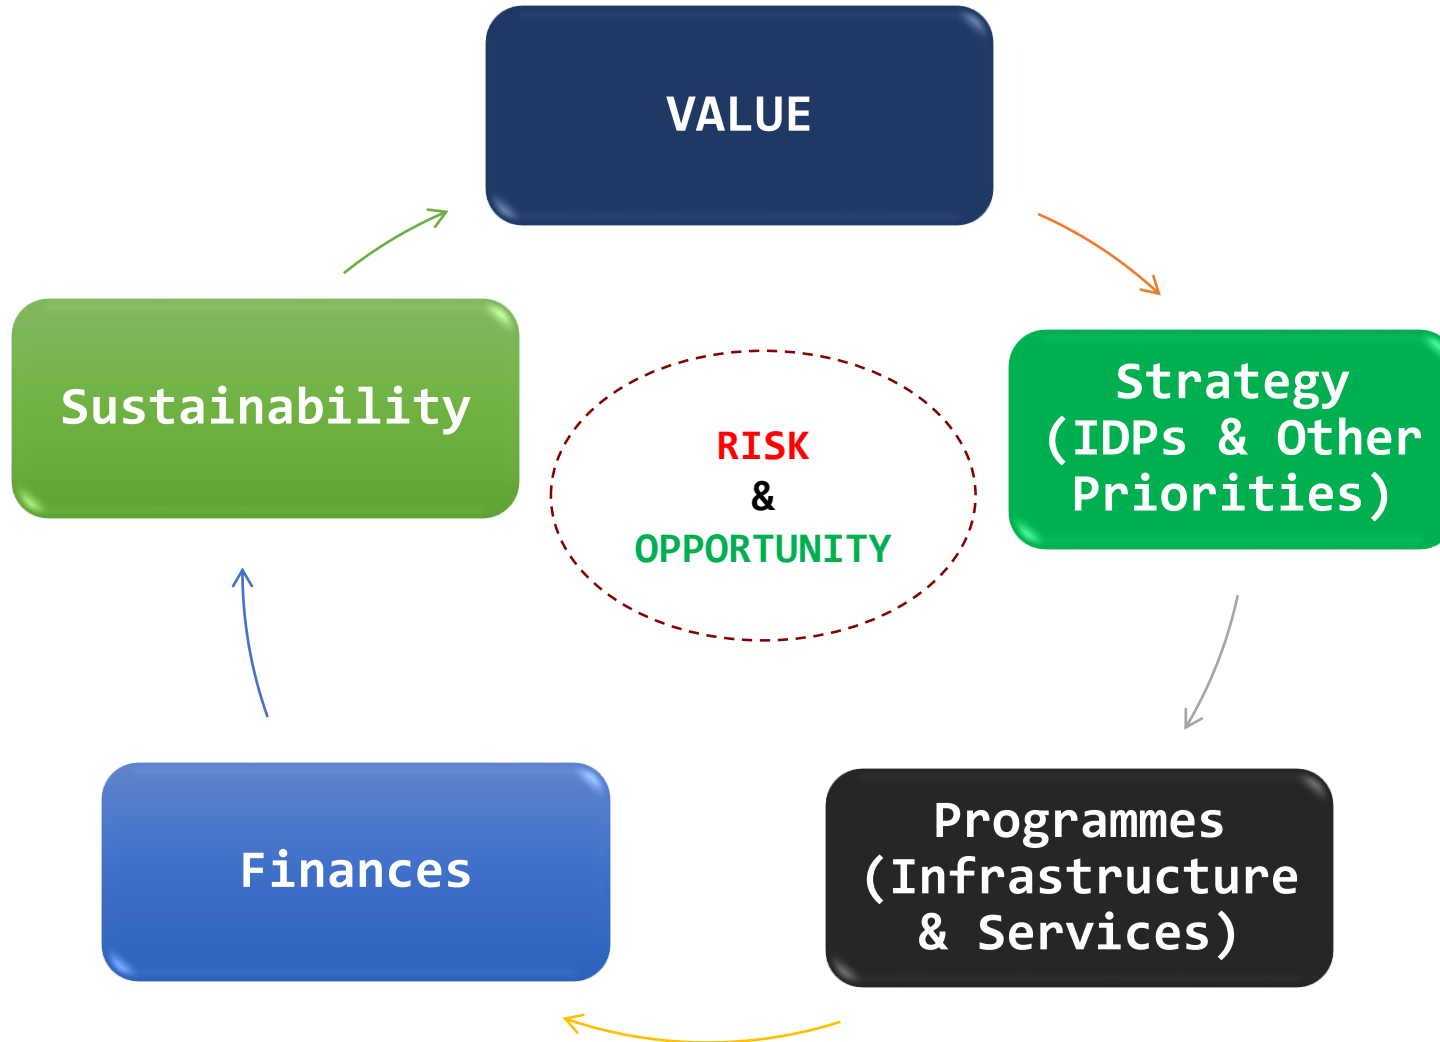 VALUE
Sustainability
Strategy
(IDPs & Other
Priorities)
RISK
&
OPPORTUNITY
Finances
Programmes
(Infrastructure
& Services)